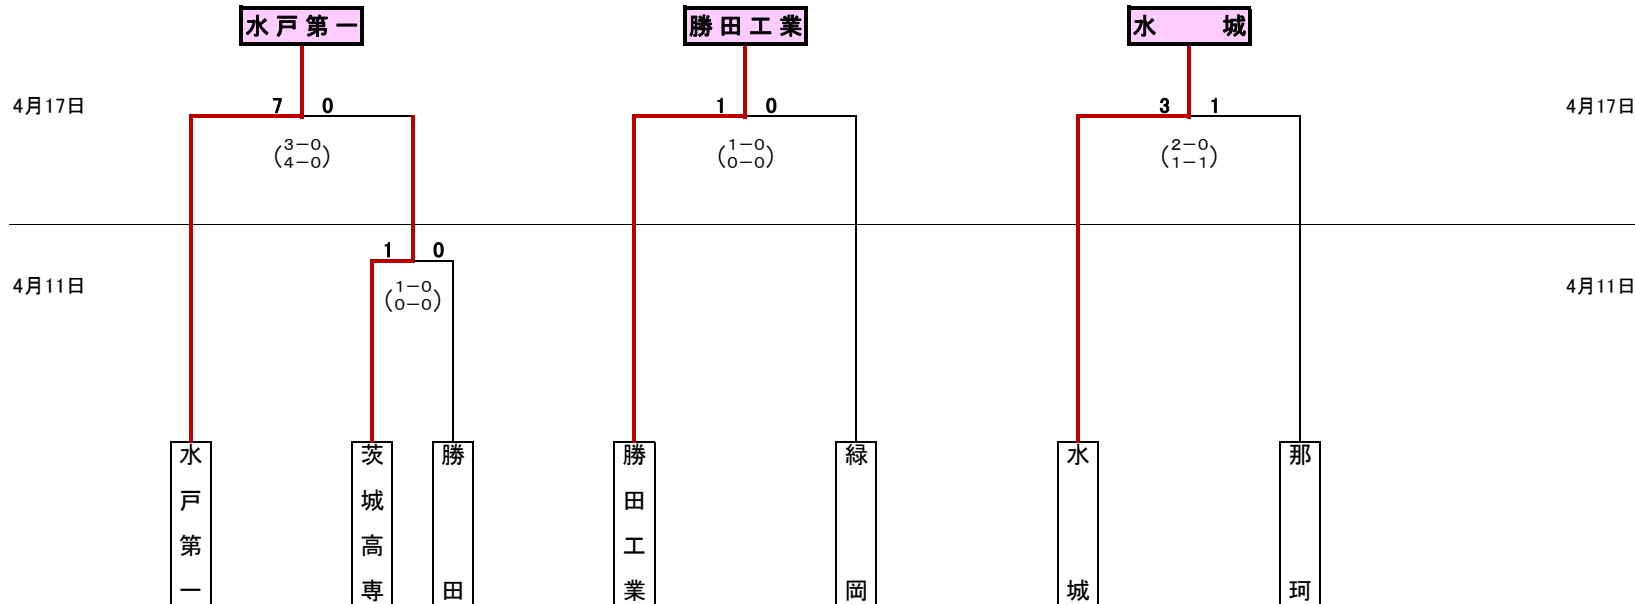 水戸第一 勝田工業 水城
4月17日 7 0 1 0 3 1 4月17日
(3-0 4-0) (1-0 0-0) (2-0 1-1)
1 0
4月11日 (1-0 0-0) 4月11日
水戸第一 茨城高専 勝田 勝田工業 緑岡 水城 那珂